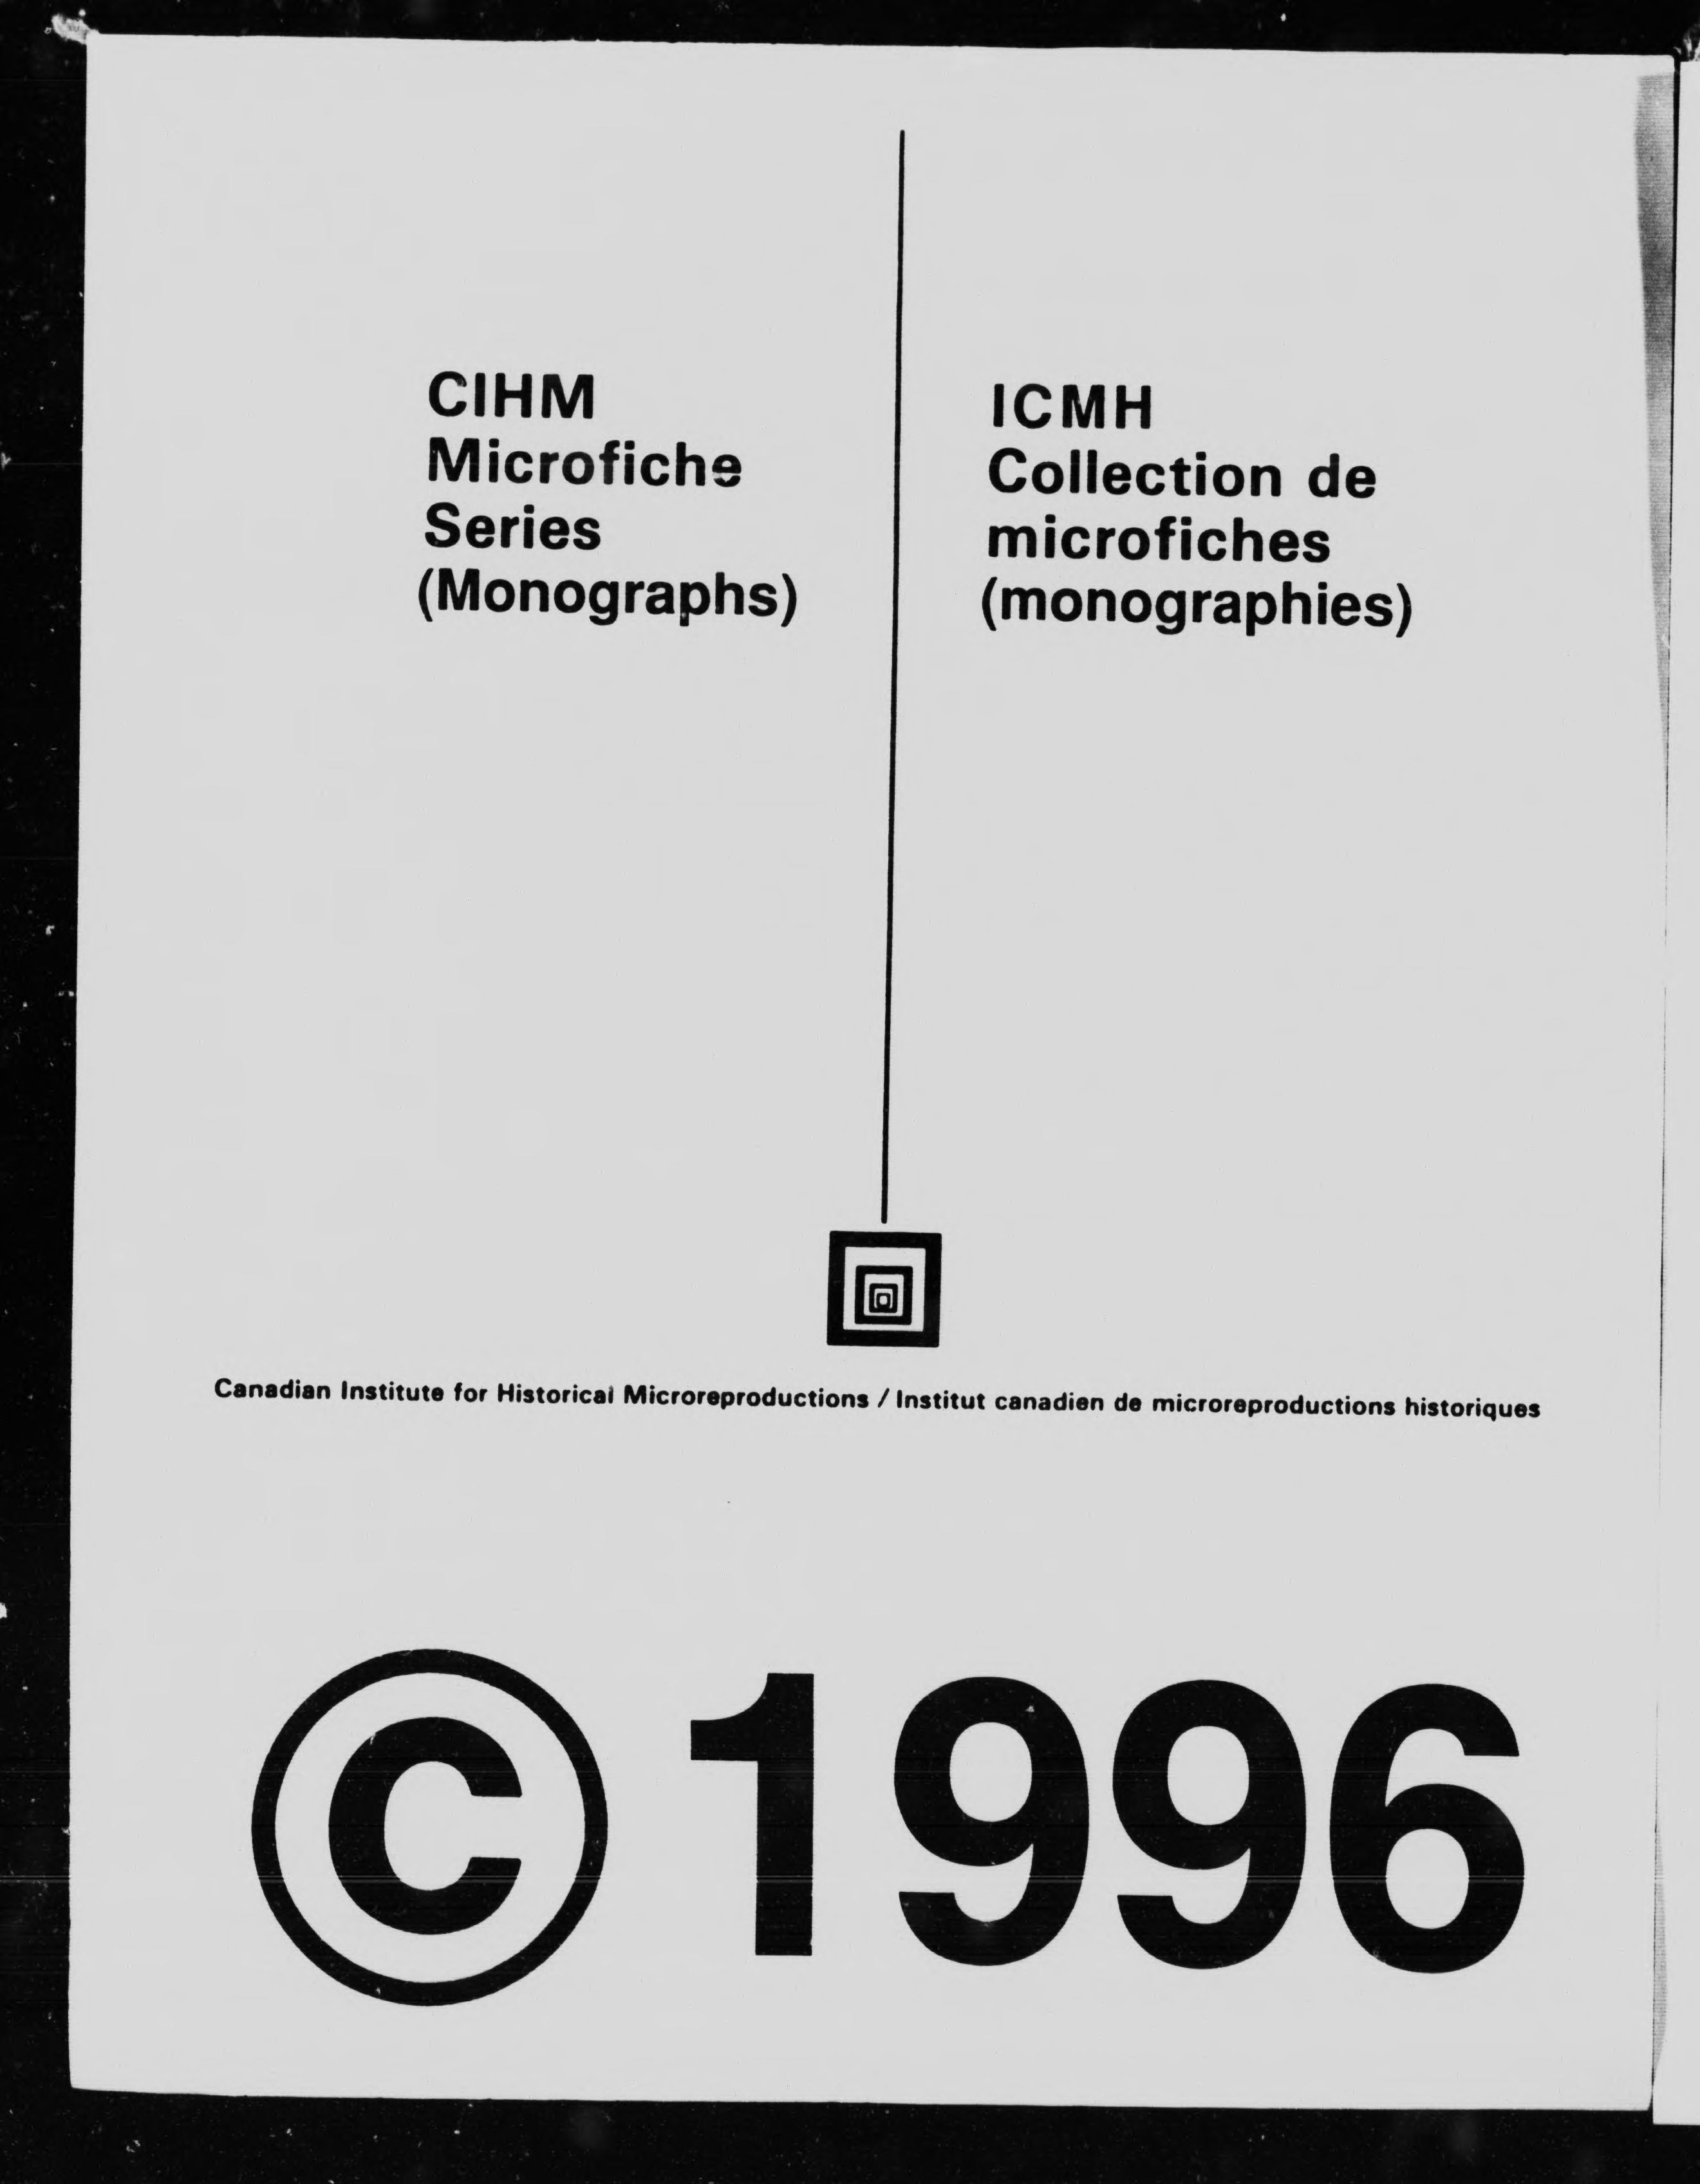 CIHM
Microfiche
Series
(Monographs)
ICMH
Collection de
microfiches
(monographies)
Canadian Institute for Historical Microreproductions / Institut canadien de microreproductions historiques
© 1996